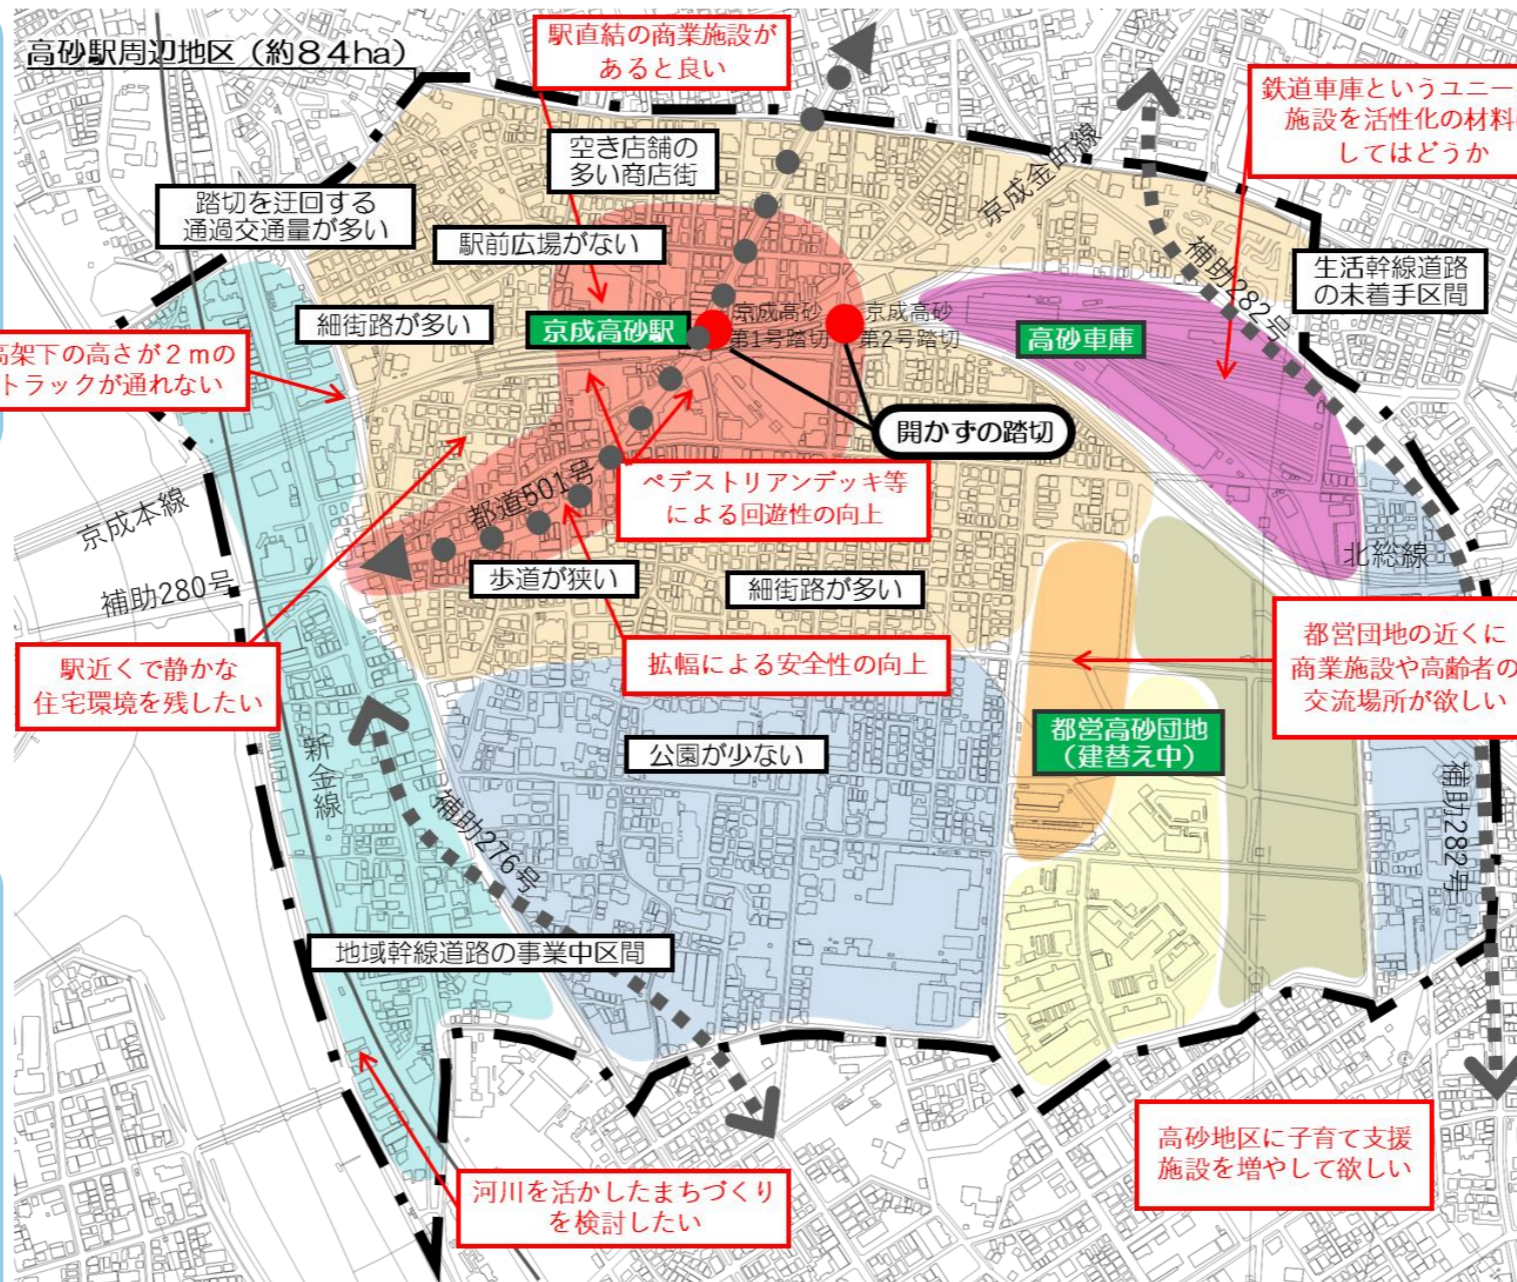 高砂駅周辺地区（約８４ha）
駅直結の商業施設が
あると良い
鉄道車庫というユニー
施設を活性化の材料
してはどうか
空き店舗の
多い商店街
京成金町線
踏切を迂回する
通過交通量が多い
駅前広場がない
補助282号
生活幹線道路
の未着手区間
細街路が多い
京成高砂駅
京成高砂
第1号踏切
京成高砂
第2号踏切
高砂車庫
高架下の高さが２ｍの
トラックが通れない
開かずの踏切
ペデストリアンデッキ等
による回遊性の向上
都道501号
京成本線
北総線
歩道が狭い
細街路が多い
補助280号
駅近くで静かな
住宅環境を残したい
拡幅による安全性の向上
都営団地の近くに
商業施設や高齢者の
交流場所が欲しい
都営高砂団地
（建替え中）
公園が少ない
新金線
補助276号
補助282号
地域幹線道路の事業中区間
高砂地区に子育て支援
施設を増やして欲しい
河川を活かしたまちづくり
を検討したい